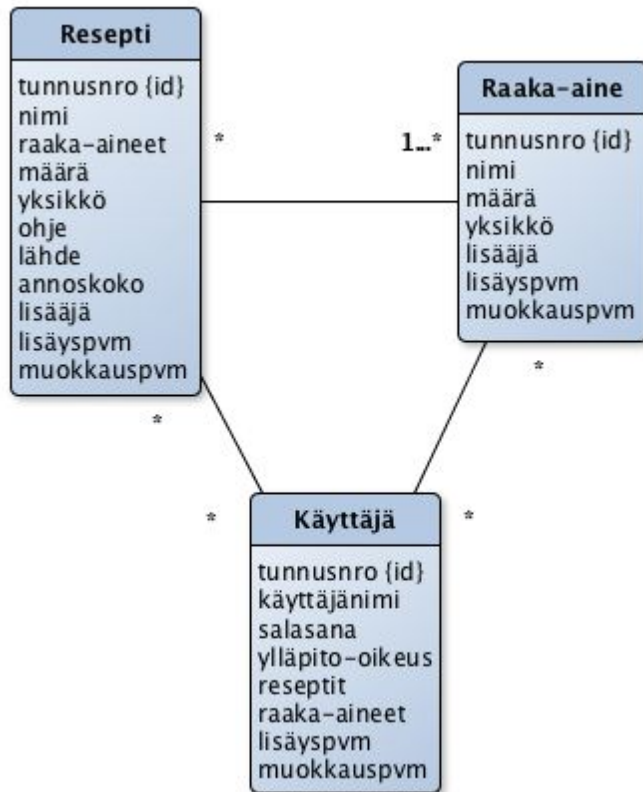 Resepti
tunnusnro {id}
nimi
raaka-aineet
määrä
yksikkö
ohje
lähde
annoskoko
lisääjä
lisäyspvm
muokkauspvm
*
1...*
Raaka-aine
tunnusnro {id}
nimi
määrä
yksikkö
lisääjä
lisäyspvm
muokkauspvm
*
*
*
*
Käyttäjä
tunnusnro {id}
käyttäjänimi
salasana
ylläpito-oikeus
reseptit
raaka-aineet
lisäyspvm
muokkauspvm